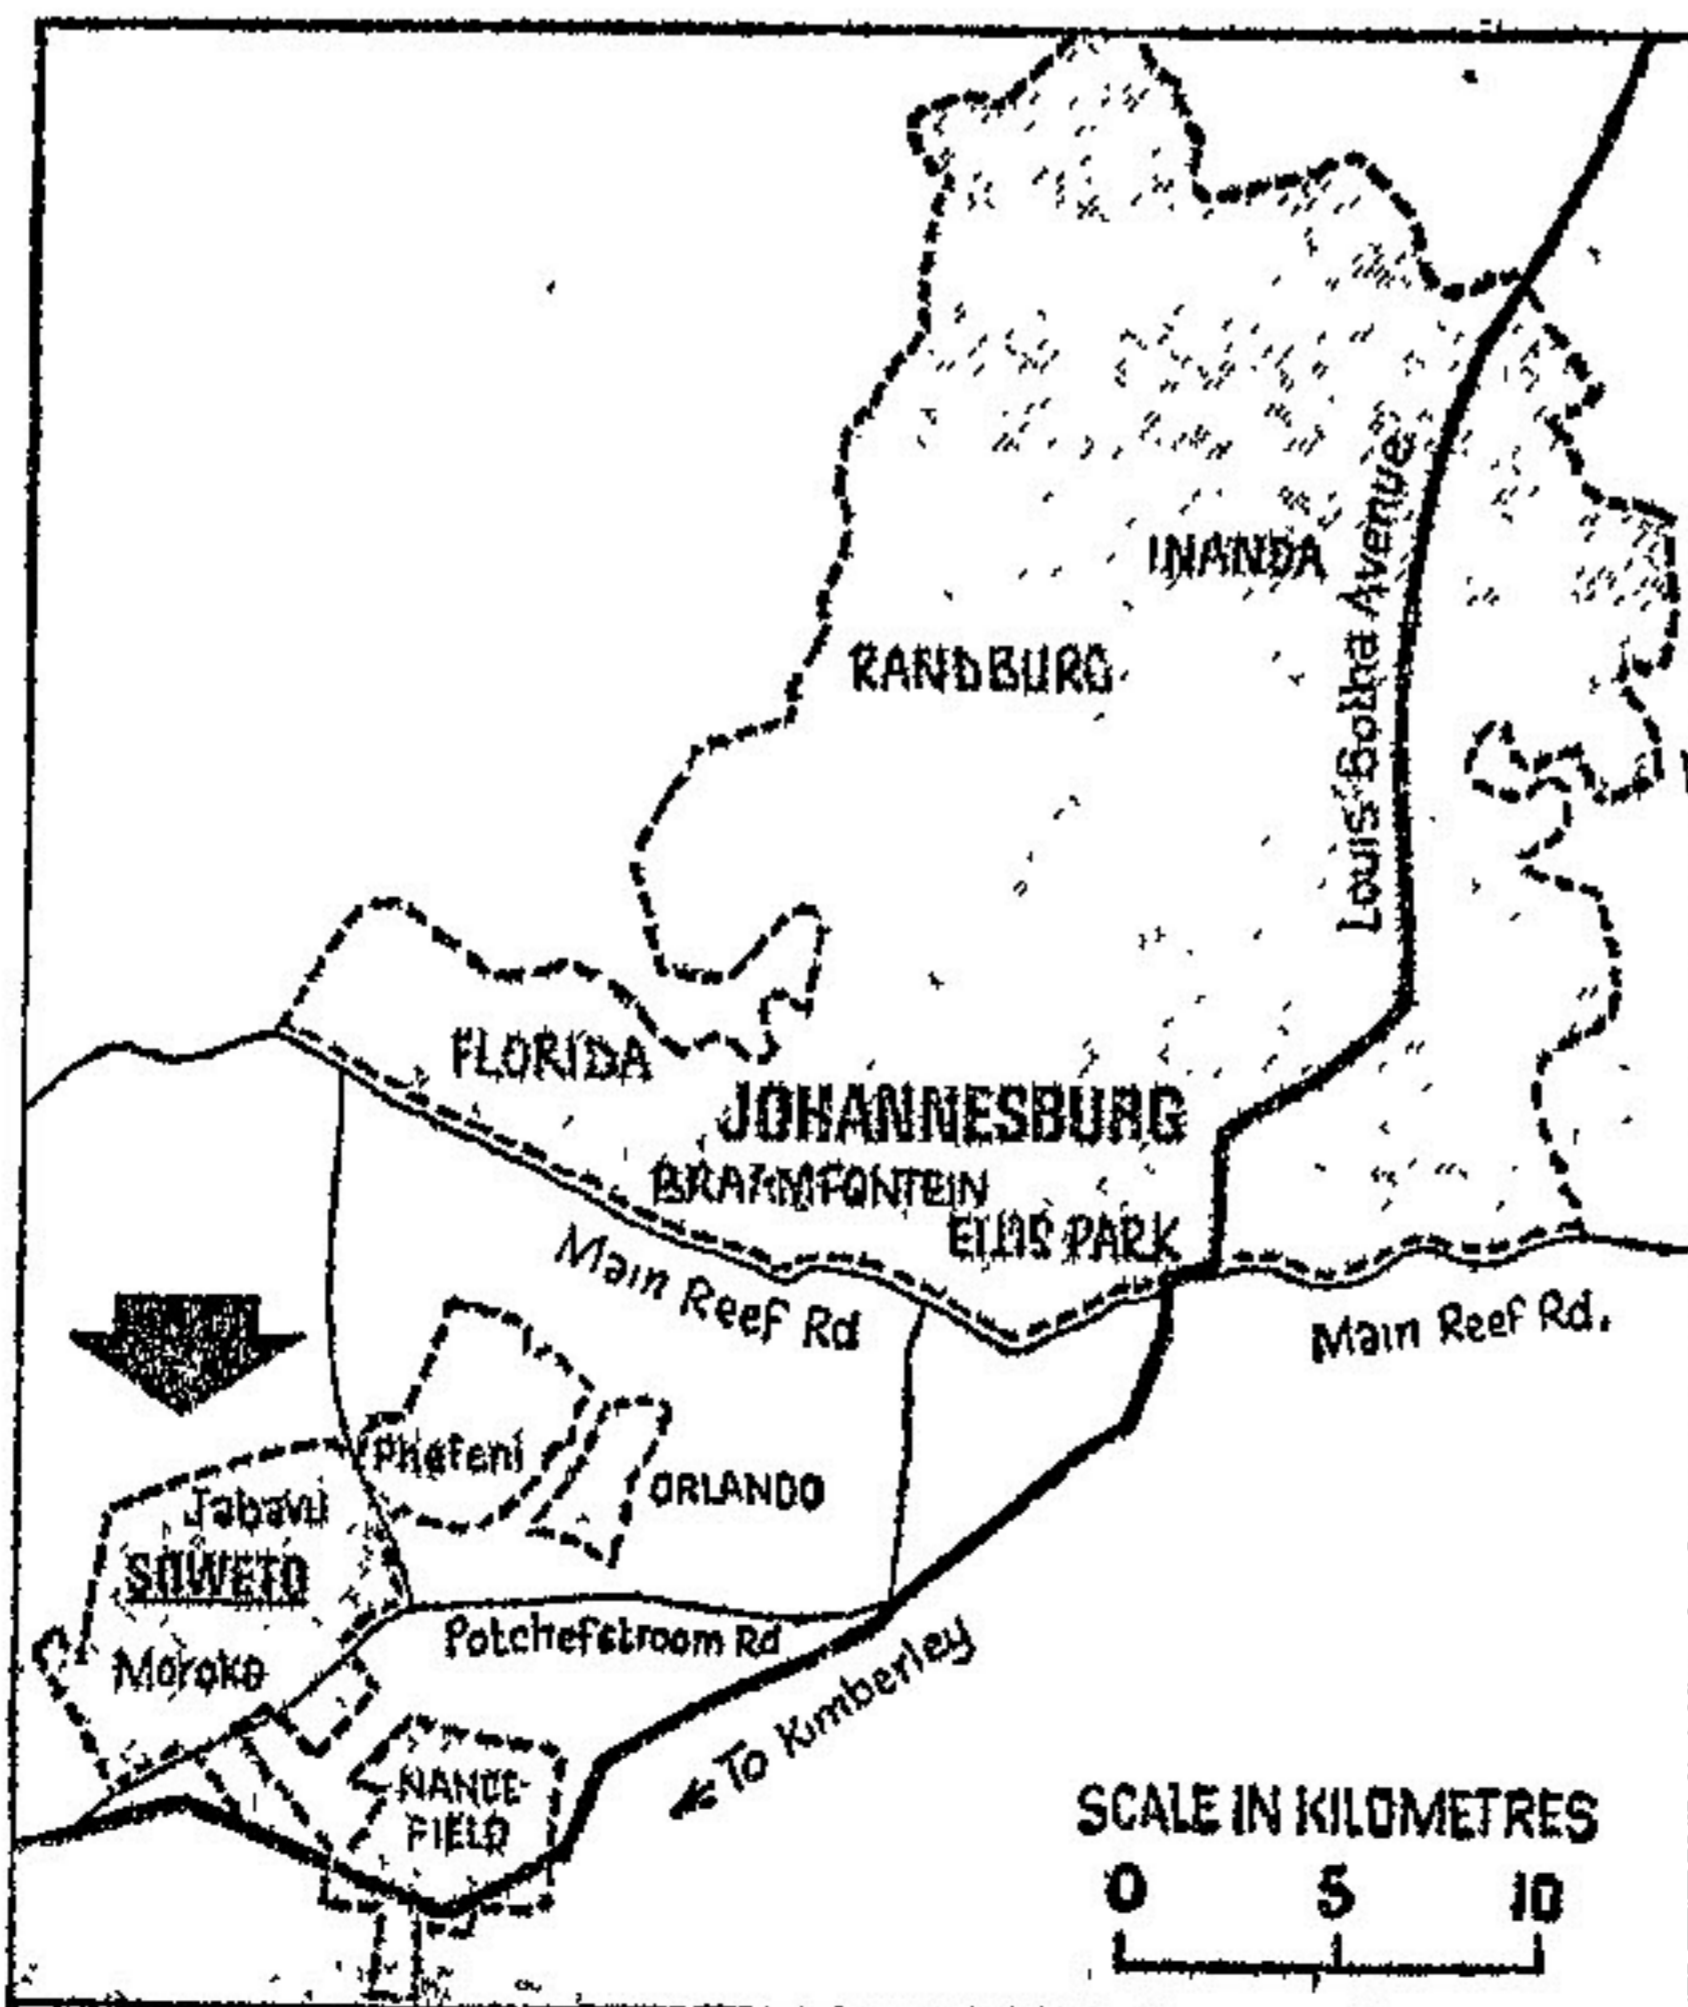 INANDA
RANDBURG
Louis Botha Avenue
FLORIDA
JOHANNESBURG
BRAAMFONTEIN
ELLIS PARK
Main Reef Rd
Main Reef Rd.
Phefeni
ORLANDO
Jabavu
SOWETO
Moroko
Potchefstroom Rd
To Kimberley
NANCE-
FIELD
SCALE IN KILOMETRES
0 5 10